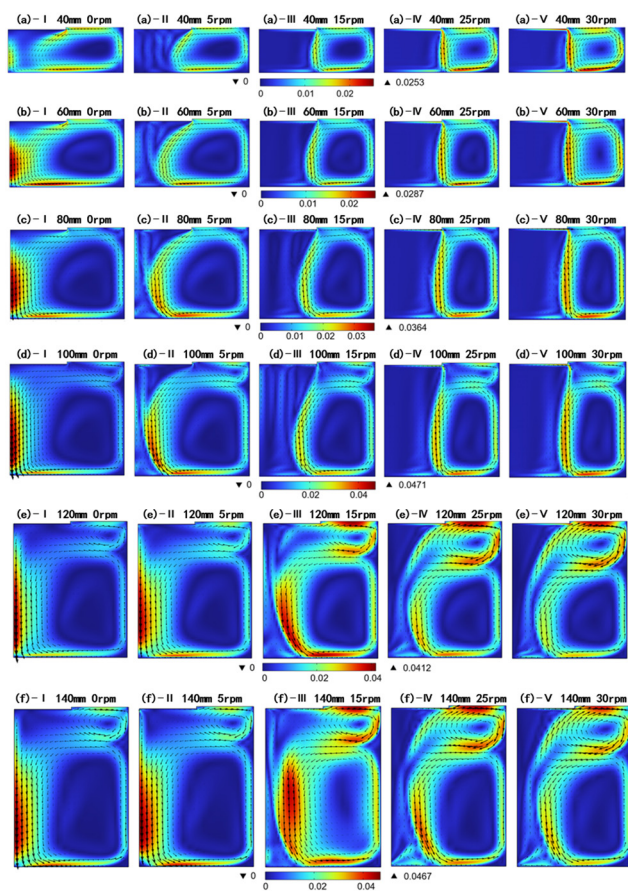 (a)-I 40mm 0rpm (a)-II 40mm 5rpm (a)-III 40mm 15rpm (a)-IV 40mm 25rpm (a)-V 40mm 30rpm
▼ 0 0 0.01 0.02 ▲ 0.0253
(b)-I 60mm 0rpm (b)-II 60mm 5rpm (b)-III 60mm 15rpm (b)-IV 60mm 25rpm (b)-V 60mm 30rpm
▼ 0 0 0.01 0.02 ▲ 0.0287
(c)-I 80mm 0rpm (c)-II 80mm 5rpm (c)-III 80mm 15rpm (c)-IV 80mm 25rpm (c)-V 80mm 30rpm
▼ 0 0 0.01 0.02 0.03 ▲ 0.0364
(d)-I 100mm 0rpm (d)-II 100mm 5rpm (d)-III 100mm 15rpm (d)-IV 100mm 25rpm (d)-V 100mm 30rpm
▼ 0 0 0.02 0.04 ▲ 0.0471
(e)-I 120mm 0rpm (e)-II 120mm 5rpm (e)-III 120mm 15rpm (e)-IV 120mm 25rpm (e)-V 120mm 30rpm
▼ 0 0 0.02 0.04 ▲ 0.0412
(f)-I 140mm 0rpm (f)-II 140mm 5rpm (f)-III 140mm 15rpm (f)-IV 140mm 25rpm (f)-V 140mm 30rpm
▼ 0 0 0.02 0.04 ▲ 0.0467